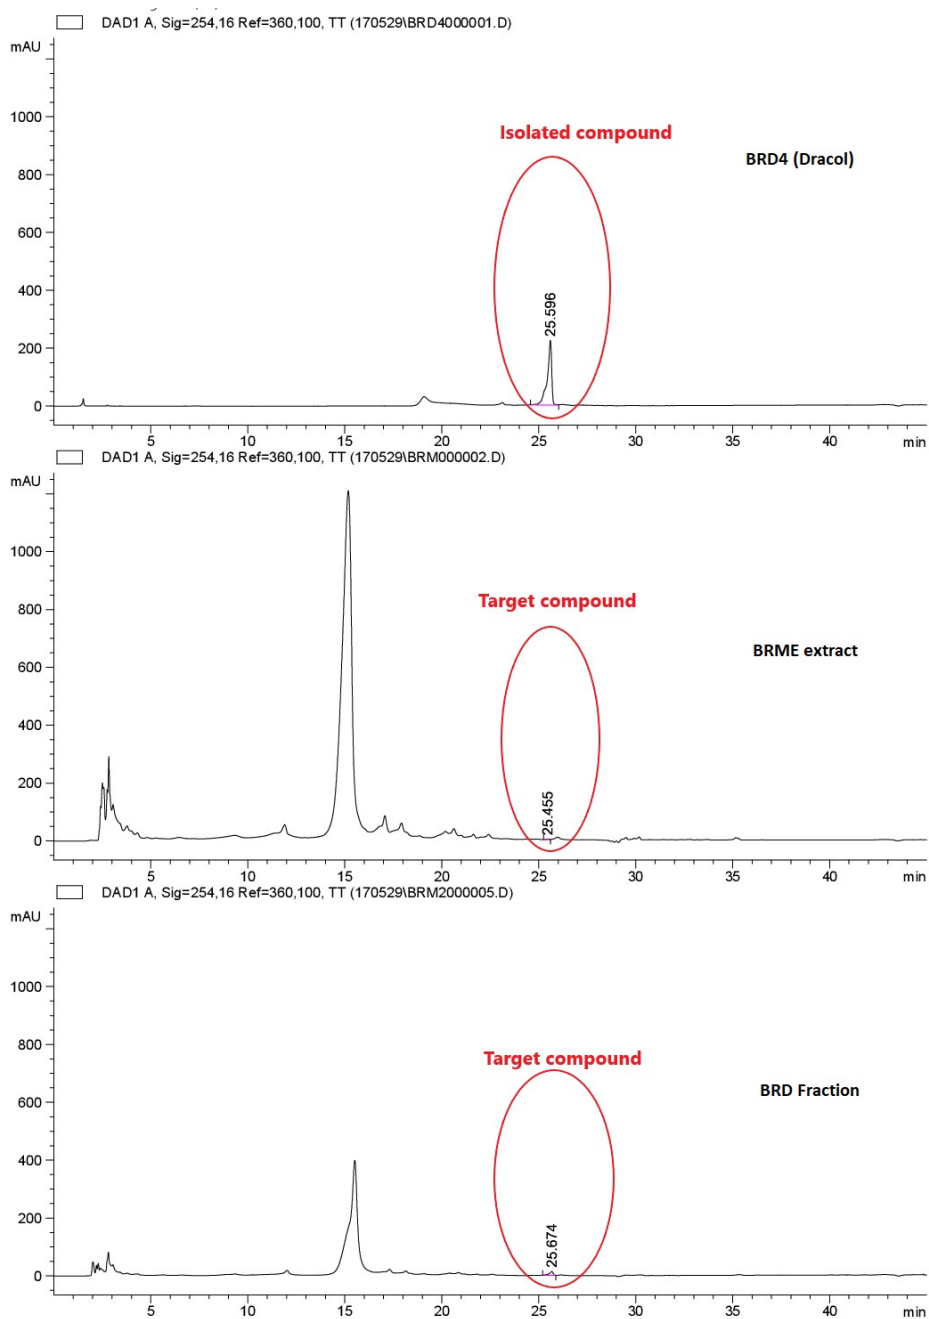 DAD1 A, Sig=254,16 Ref=360,100, TT (170529\BRD4000001.D)
mAU
1000
800
600
400
200
0
Isolated compound
BRD4 (Dracol)
25.596
5 10 15 20 25 30 35 40 min
DAD1 A, Sig=254,16 Ref=360,100, TT (170529\BRM000002.D)
mAU
1000
800
600
400
200
0
Target compound
BRME extract
25.455
5 10 15 20 25 30 35 40 min
DAD1 A, Sig=254,16 Ref=360,100, TT (170529\BRM2000005.D)
mAU
1000
800
600
400
200
0
Target compound
BRD Fraction
25.674
5 10 15 20 25 30 35 40 min